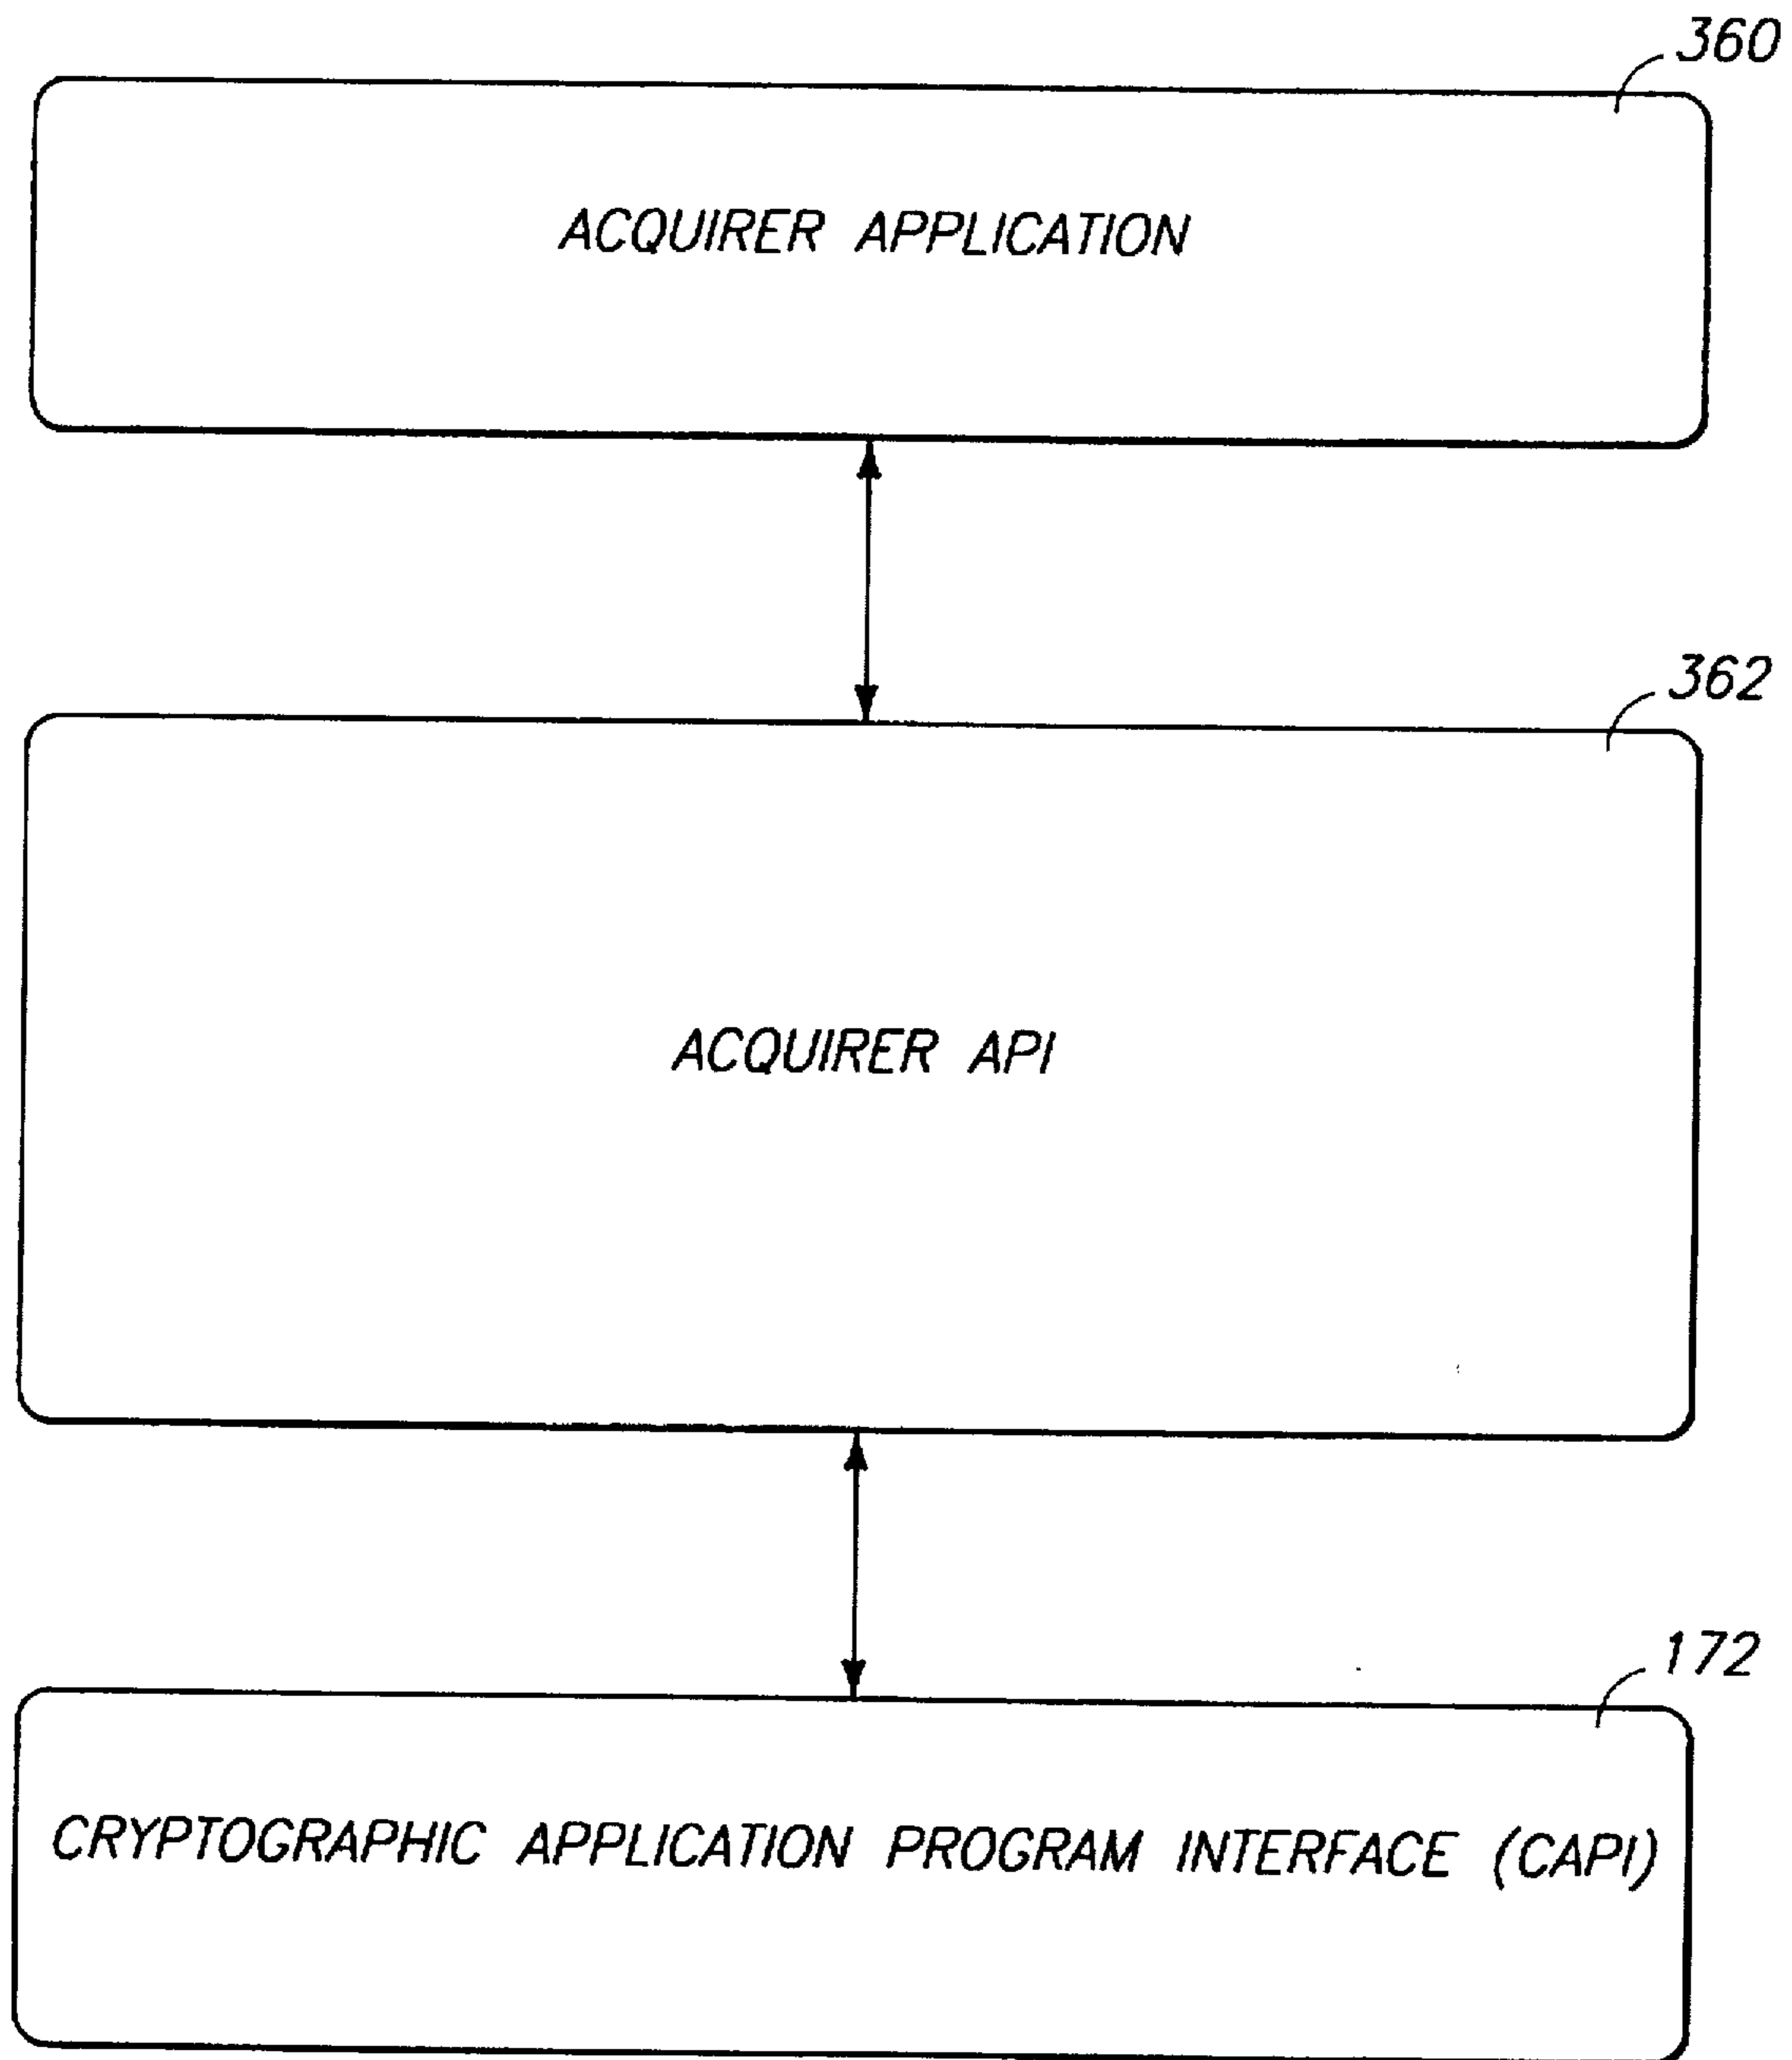 360
ACQUIRER APPLICATION
362
ACQUIRER API
172
CRYPTOGRAPHIC APPLICATION PROGRAM INTERFACE (CAPI)